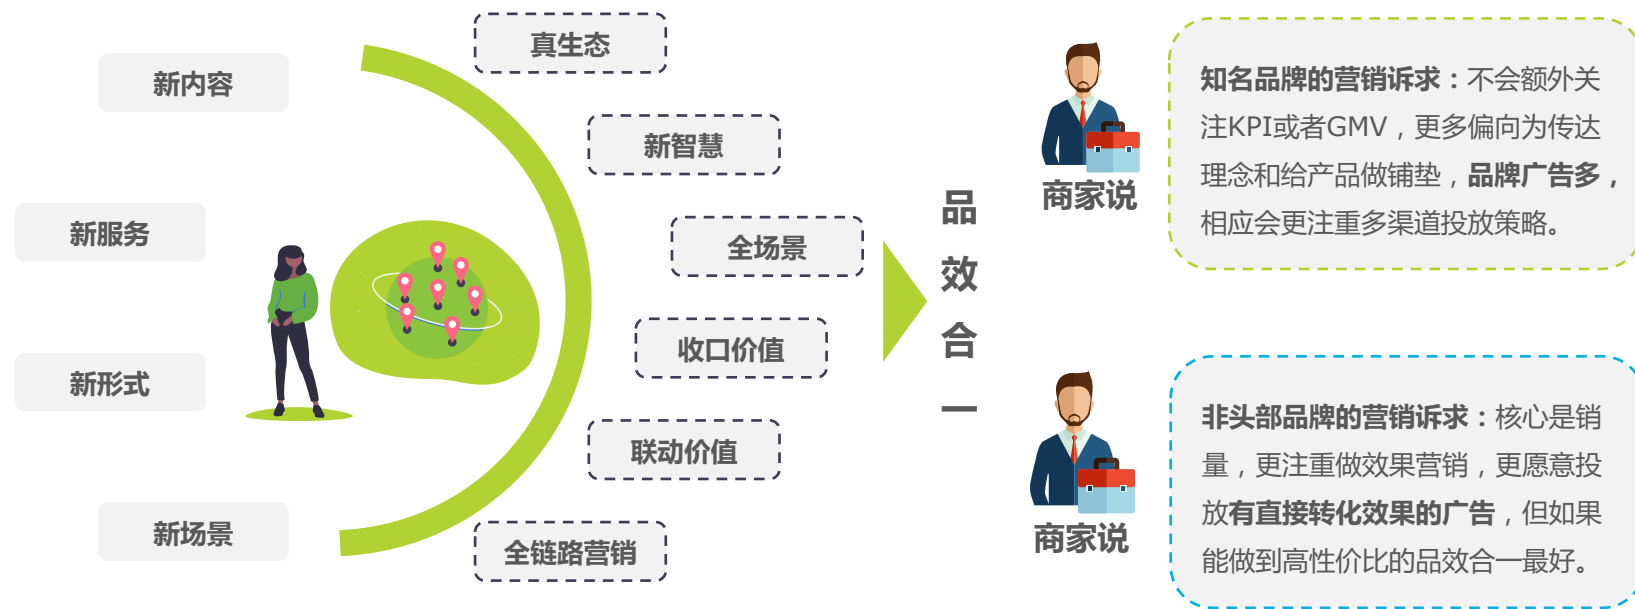 新内容
新服务
新形式
新场景
真生态
新智慧
全场景
收口价值
联动价值
全链路营销
品
效
合
一
商家说
知名品牌的营销诉求：不会额外关
注KPI或者GMV，更多偏向为传达
理念和给产品做铺垫，品牌广告多，
相应会更注重多渠道投放策略。
商家说
非头部品牌的营销诉求：核心是销
量，更注重做效果营销，更愿意投
放有直接转化效果的广告，但如果
能做到高性价比的品效合一最好。